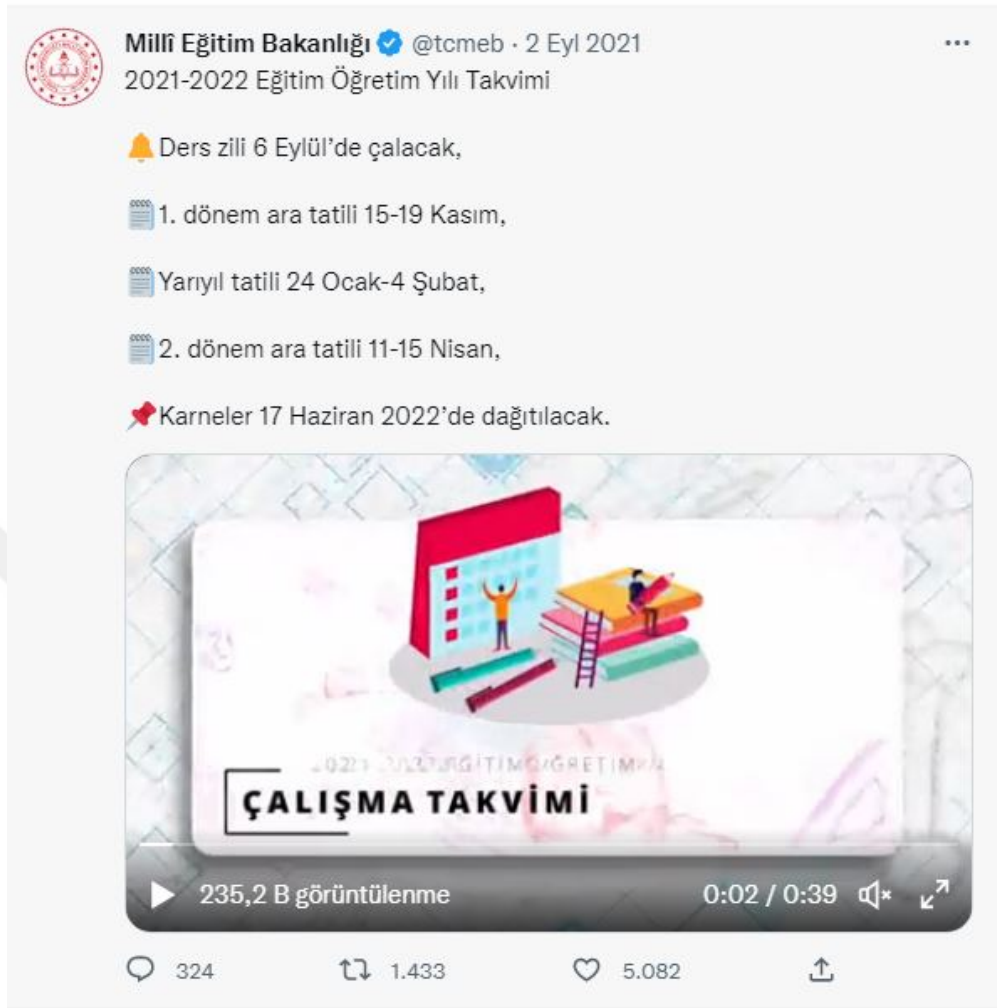 Millî Eğitim Bakanlığı @tcmeb · 2 Eyl 2021
2021-2022 Eğitim Öğretim Yılı Takvimi
Ders zili 6 Eylül’de çalacak,
1. dönem ara tatili 15-19 Kasım,
Yarıyıl tatili 24 Ocak-4 Şubat,
2. dönem ara tatili 11-15 Nisan,
Karneler 17 Haziran 2022’de dağıtılacak.
ÇALIŞMA TAKVİMİ
235,2 B görüntülenme 0:02 / 0:39
324 1.433 5.082